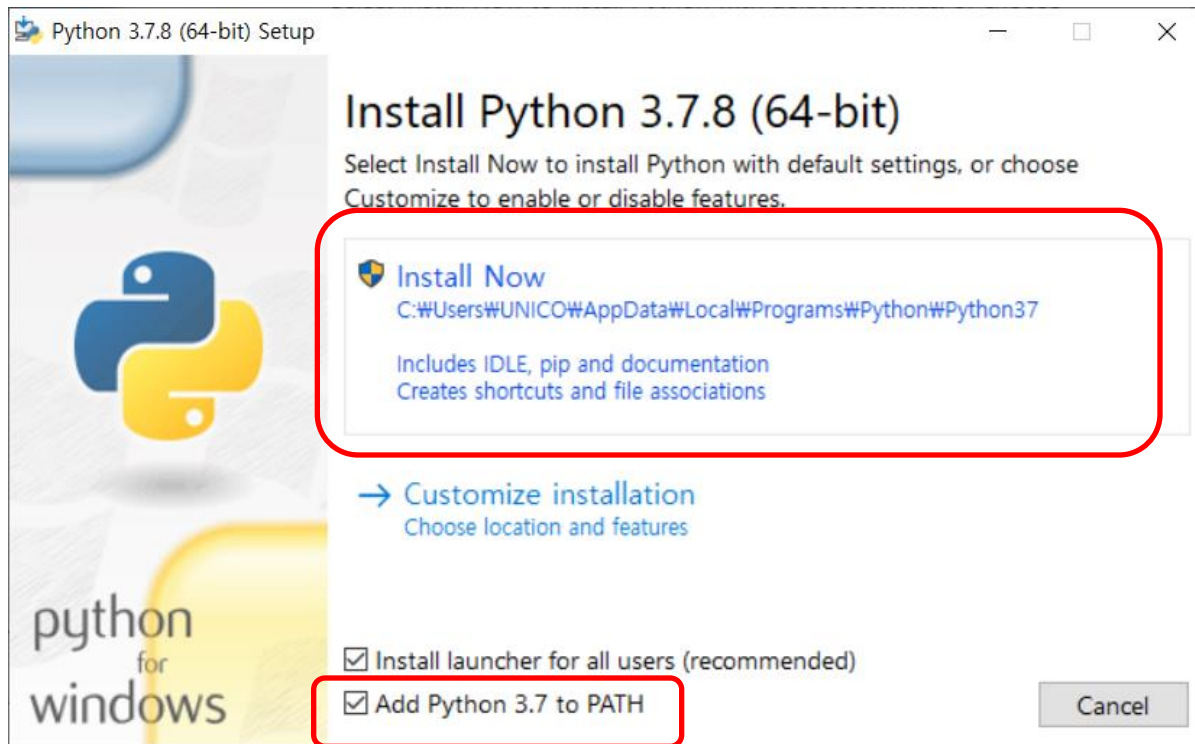 Python 3.7.8 (64-bit) Setup
Install Python 3.7.8 (64-bit)
Select Install Now to install Python with default settings, or choose
Customize to enable or disable features.
Install Now
C:₩Users₩UNICO₩AppData₩Local₩Programs₩Python₩Python37
Includes IDLE, pip and documentation
Creates shortcuts and file associations
→ Customize installation
Choose location and features
python
for
windows
Install launcher for all users (recommended)
Add Python 3.7 to PATH
Cancel